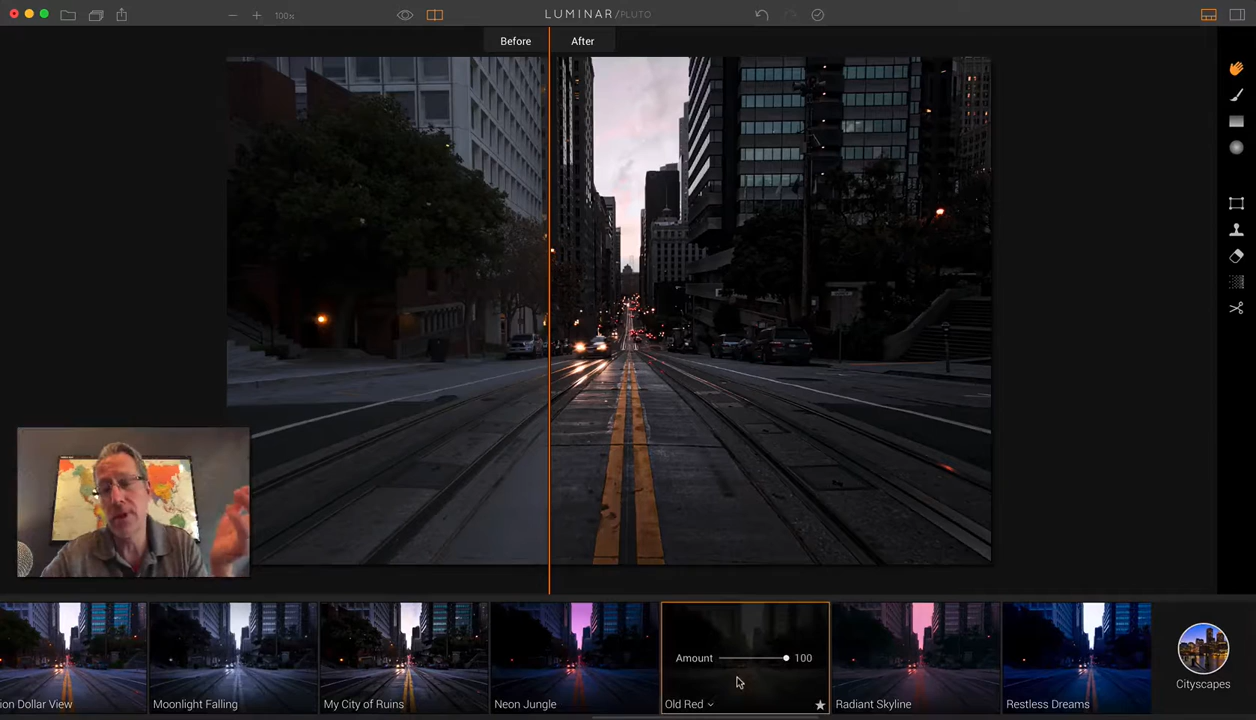 100%
LUMINAR/PLUTO
Before
After
ion Dollar View
Moonlight Falling
My City of Ruins
Neon Jungle
Amount 100
Old Red
Radiant Skyline
Restless Dreams
Cityscapes